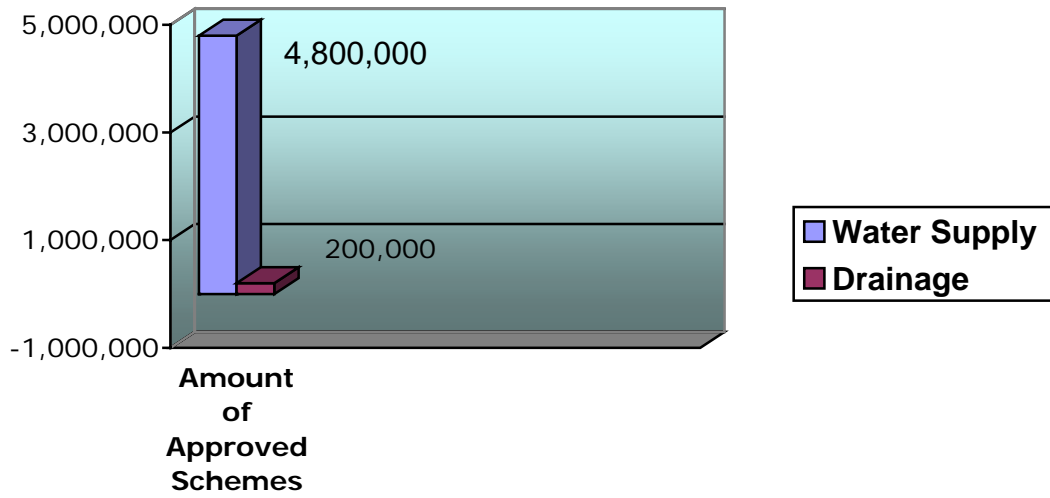 5,000,000
4,800,000
3,000,000
1,000,000
200,000
-1,000,000
Water Supply
Drainage
Amount
of
Approved
Schemes